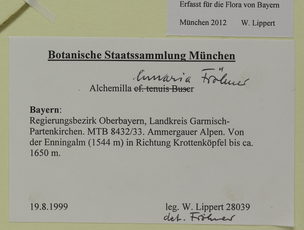 Erfasst für die Flora von Bayern
München 2012 W. Lippert
Botanische Staatssammlung München
lunaria Fröhner
Alchemilla cf. tenuis Buser
Bayern:
Regierungsbezirk Oberbayern, Landkreis Garmisch-
Partenkirchen. MTB 8432/33. Ammergauer Alpen. Von
der Enningalm (1544 m) in Richtung Krottenköpfel bis ca.
1650 m.
19.8.1999 leg. W. Lippert 28039
det. Fröhner